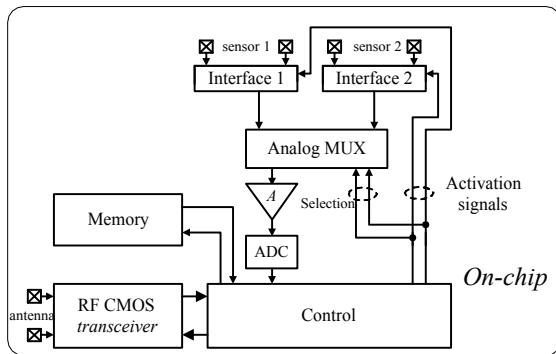 sensor 1
sensor 2
Interface 1
Interface 2
Analog MUX
A
Selection
Activation
signals
Memory
ADC
On-chip
antenna
RF CMOS
transceiver
Control